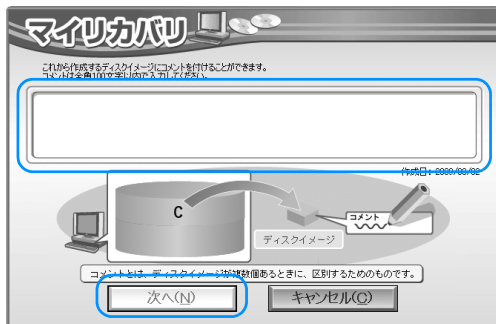 マイリカバリ
これから作成するディスクイメージにコメントを付けることができます。
コメントは全角100文字以内で入力してください。
作成日：2009/03/02
C
コメント
ディスクイメージ
コメントとは、ディスクイメージが複数個あるときに、区別するためのものです。
次へ(N)
キャンセル(C)